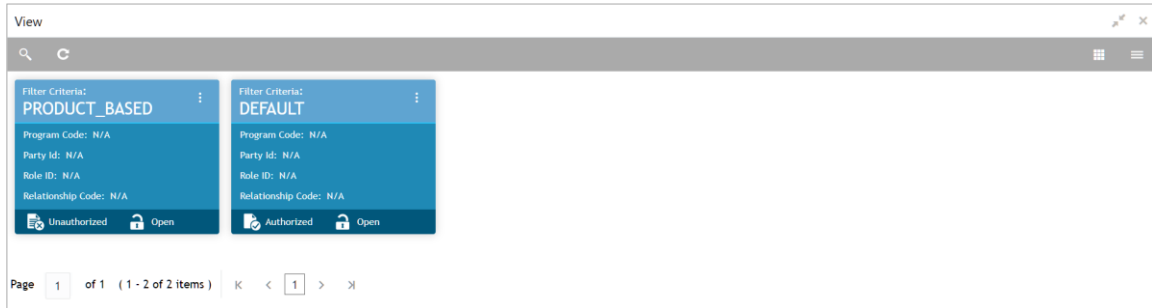 View
Filter Criteria:
PRODUCT_BASED
Program Code: N/A
Party Id: N/A
Role ID: N/A
Relationship Code: N/A
Unauthorized Open
Filter Criteria:
DEFAULT
Program Code: N/A
Party Id: N/A
Role ID: N/A
Relationship Code: N/A
Authorized Open
Page 1 of 1 ( 1 - 2 of 2 items ) 1